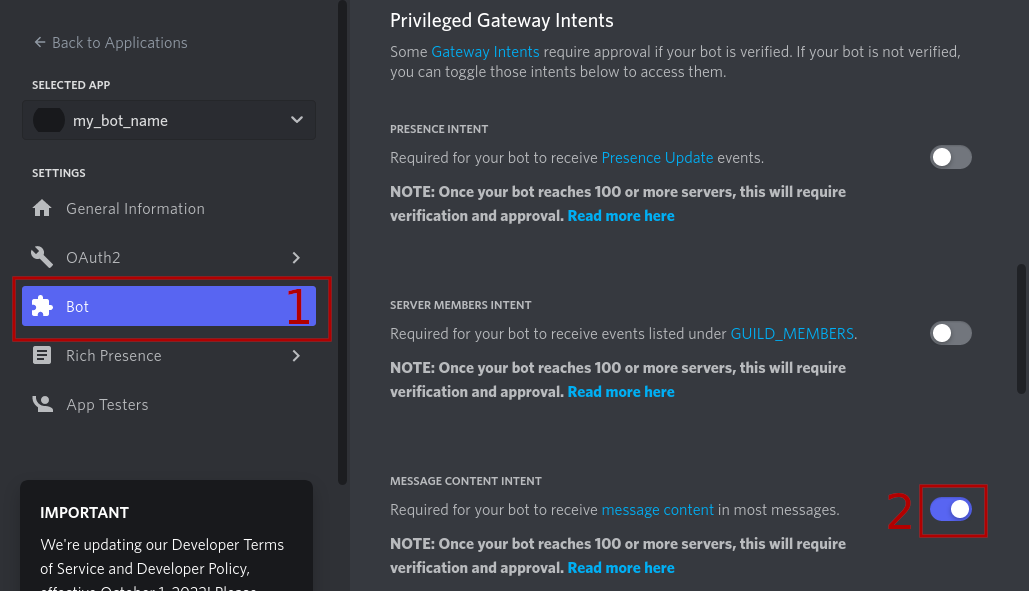 Back to Applications
SELECTED APP
my_bot_name
SETTINGS
General Information
OAuth2
Bot
1
Rich Presence
App Testers
IMPORTANT
We're updating our Developer Terms
of Service and Developer Policy,
effective October 1, 2022! Please
Privileged Gateway Intents
Some Gateway Intents require approval if your bot is verified. If your bot is not verified,
you can toggle those intents below to access them.
PRESENCE INTENT
Required for your bot to receive Presence Update events.
NOTE: Once your bot reaches 100 or more servers, this will require
verification and approval. Read more here
SERVER MEMBERS INTENT
Required for your bot to receive events listed under GUILD_MEMBERS.
NOTE: Once your bot reaches 100 or more servers, this will require
verification and approval. Read more here
MESSAGE CONTENT INTENT
Required for your bot to receive message content in most messages.
2
NOTE: Once your bot reaches 100 or more servers, this will require
verification and approval. Read more here